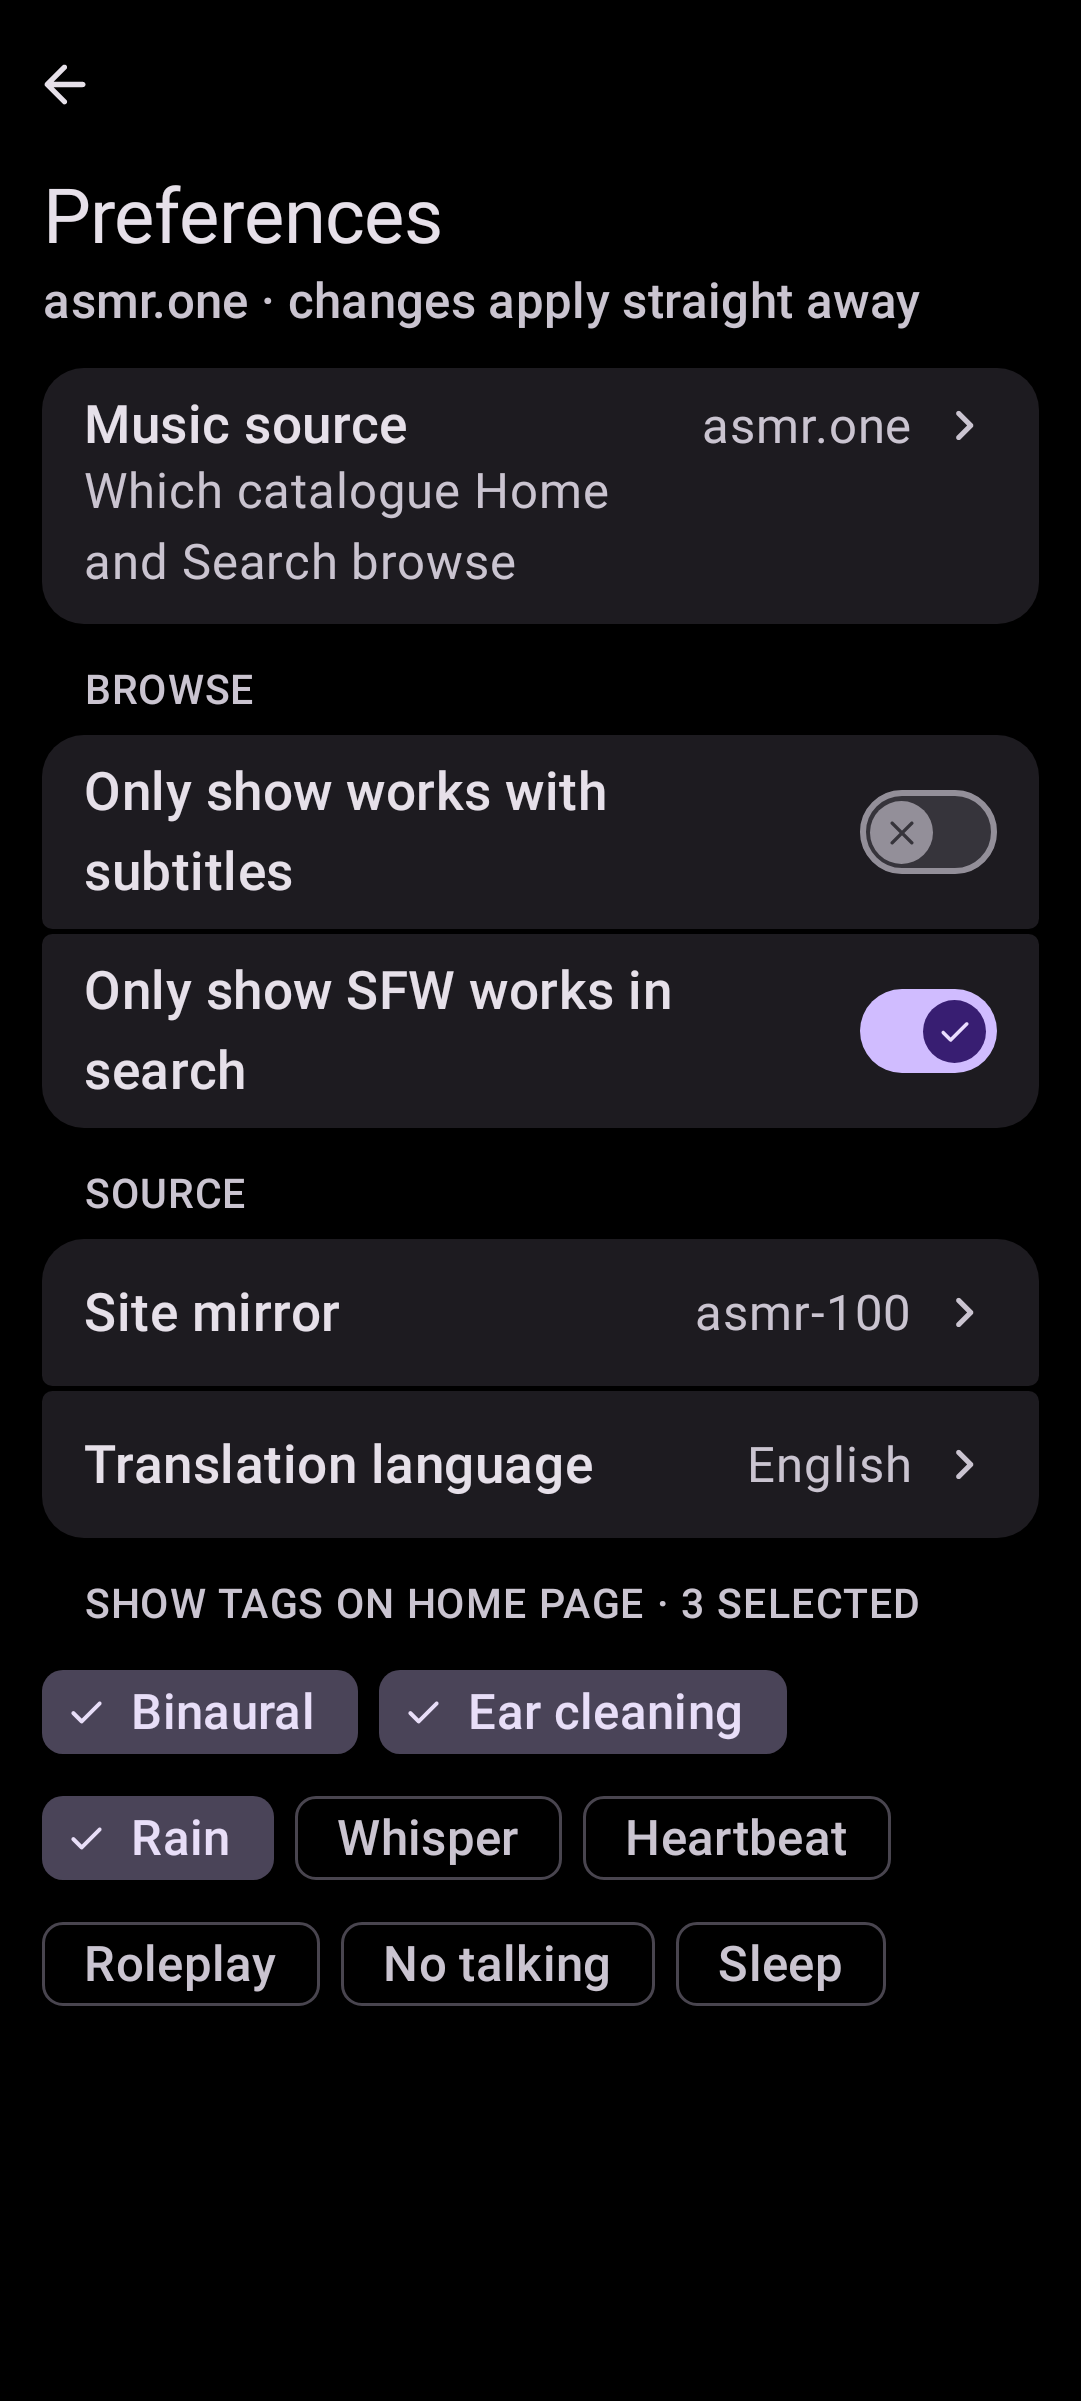 Preferences
asmr.one · changes apply straight away
Music source
asmr.one
Which catalogue Home
and Search browse
BROWSE
Only show works with
subtitles
Only show SFW works in
search
SOURCE
Site mirror
asmr-100
Translation language
English
SHOW TAGS ON HOME PAGE · 3 SELECTED
Binaural
Ear cleaning
Rain
Whisper
Heartbeat
Roleplay
No talking
Sleep